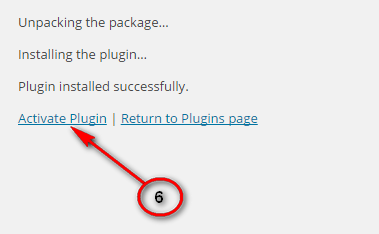 Unpacking the package…
Installing the plugin…
Plugin installed successfully.
Activate Plugin | Return to Plugins page
6